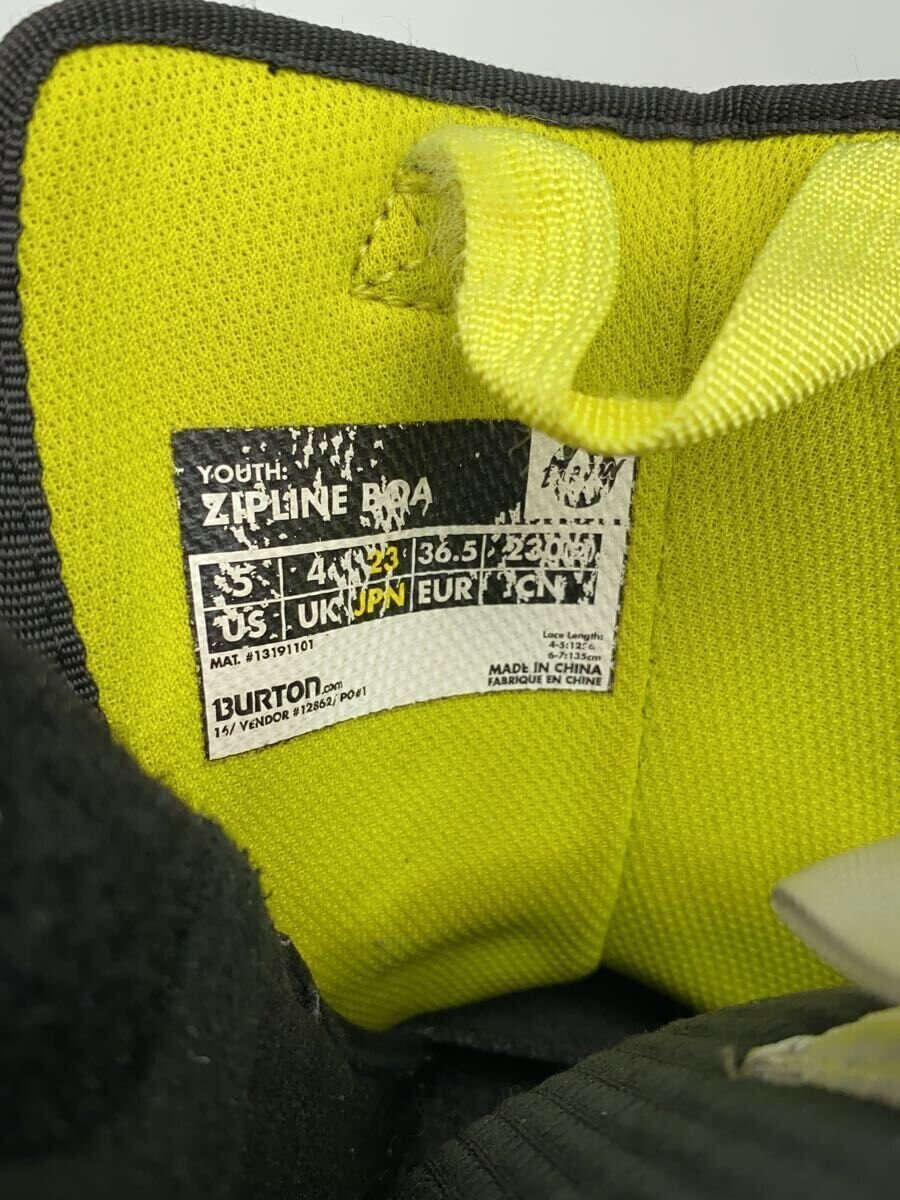 YOUTH:
ZIPLINE BOA
5 4 23 36.5 230
US UK JPN EUR CN
MAT. #13191101
Lace Length:
6-7:135cm
MADE IN CHINA
FABRIQUE EN CHINE
BURTON.com
16/ VENDOR #12862/ PO#1